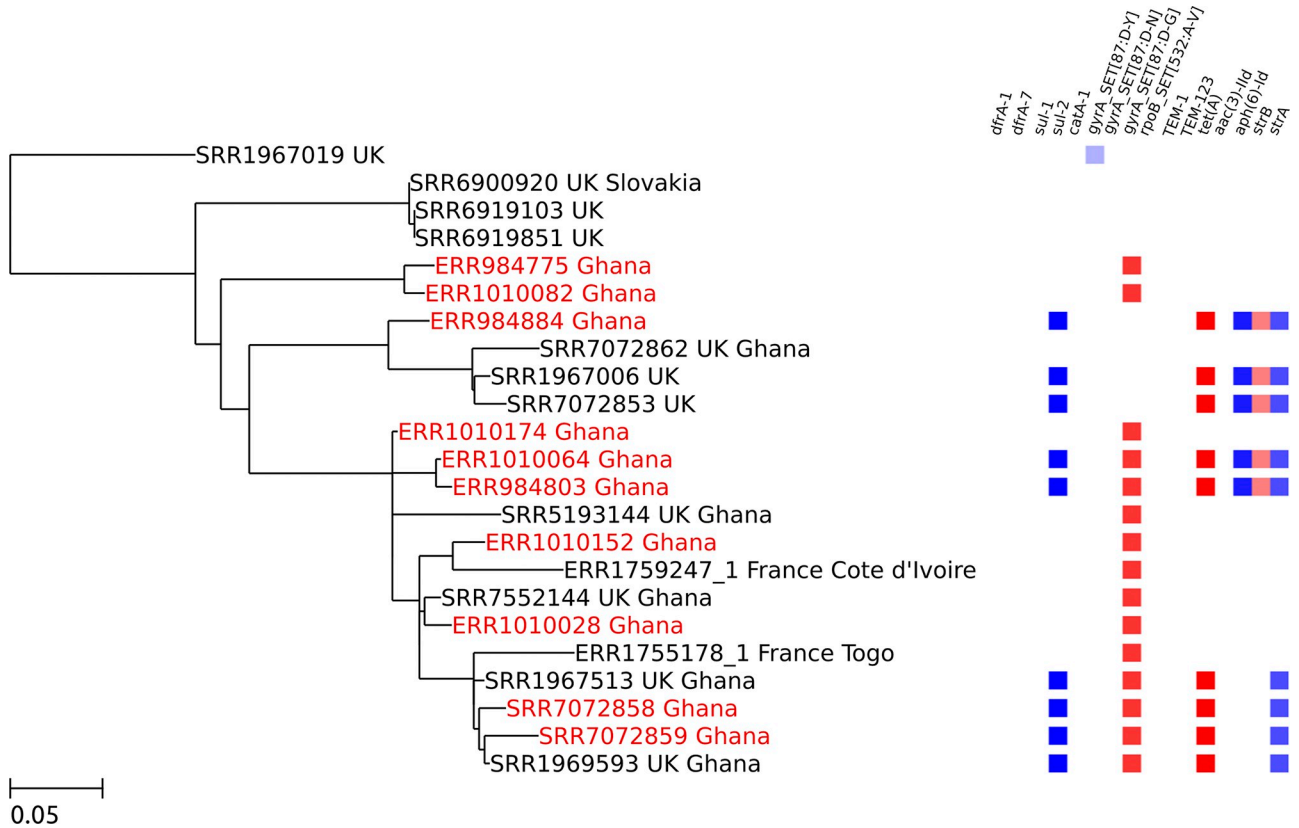 dfrA-1
dfrA-7
sul-1
sul-2
catA-1
gyrA_SET[87:D-Y]
gyrA_SET[87:D-N]
gyrA_SET[87:D-G]
rpoB_SET[532:A-V]
TEM-1
TEM-123
tet(A)
aac(3)-IId
aph(6)-Id
strB
strA
SRR1967019 UK
SRR6900920 UK Slovakia
SRR6919103 UK
SRR6919851 UK
ERR984775 Ghana
ERR1010082 Ghana
ERR984884 Ghana
SRR7072862 UK Ghana
SRR1967006 UK
SRR7072853 UK
ERR1010174 Ghana
ERR1010064 Ghana
ERR984803 Ghana
SRR5193144 UK Ghana
ERR1010152 Ghana
ERR1759247_1 France Cote d'Ivoire
SRR7552144 UK Ghana
ERR1010028 Ghana
ERR1755178_1 France Togo
SRR1967513 UK Ghana
SRR7072858 Ghana
SRR7072859 Ghana
SRR1969593 UK Ghana
0.05